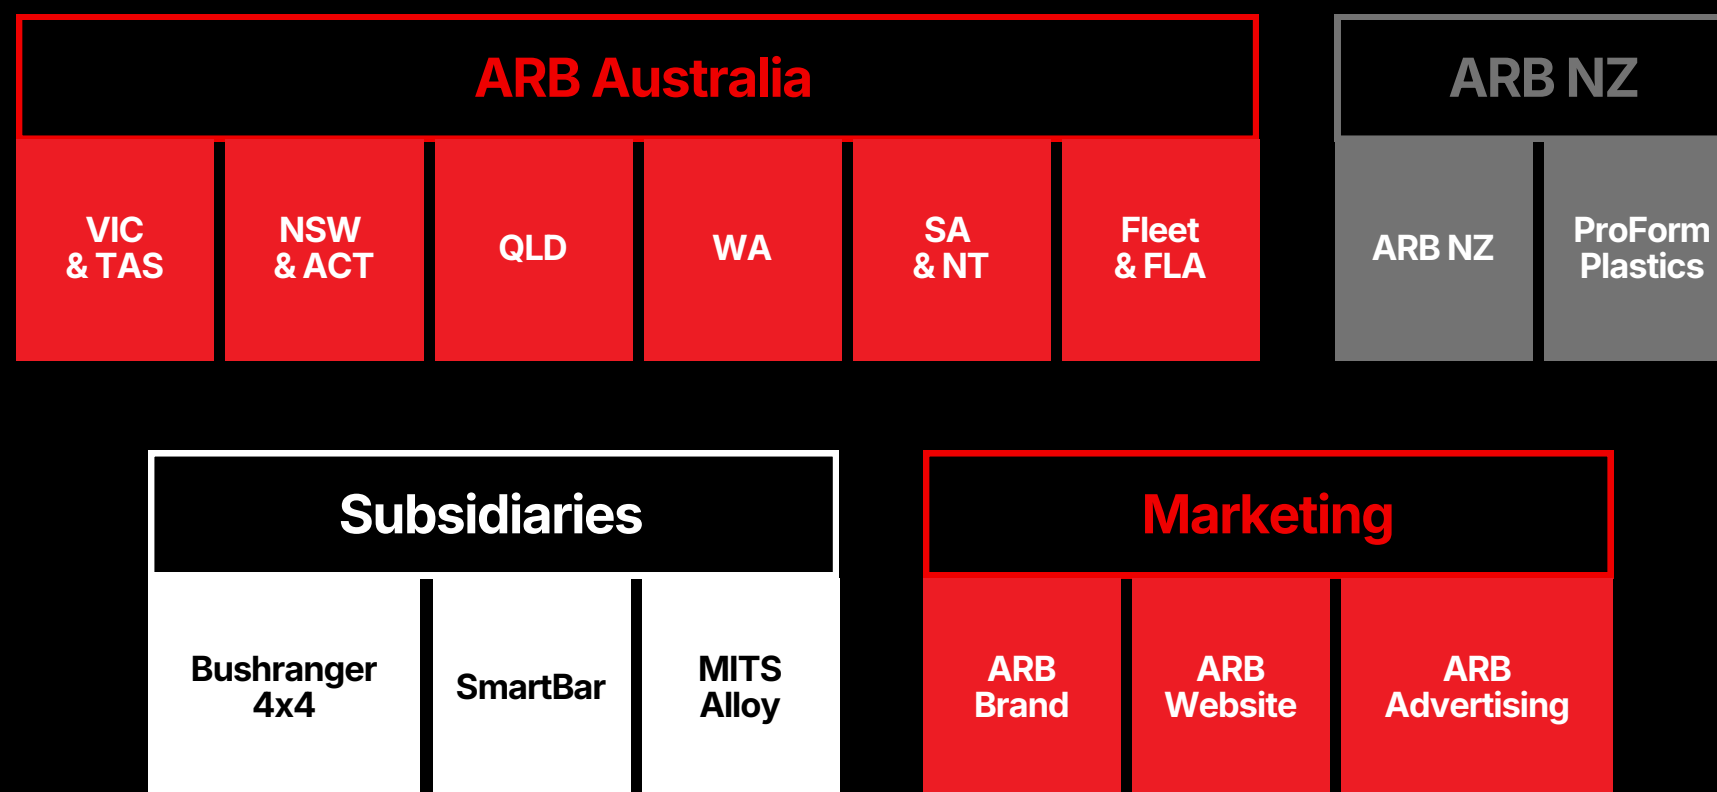 ARB Australia
VIC
& TAS
NSW
& ACT
QLD
WA
SA
& NT
Fleet
& FLA
ARB NZ
ARB NZ
ProForm
Plastics
Subsidiaries
Bushranger
4x4
SmartBar
MITS
Alloy
Marketing
ARB
Brand
ARB
Website
ARB
Advertising